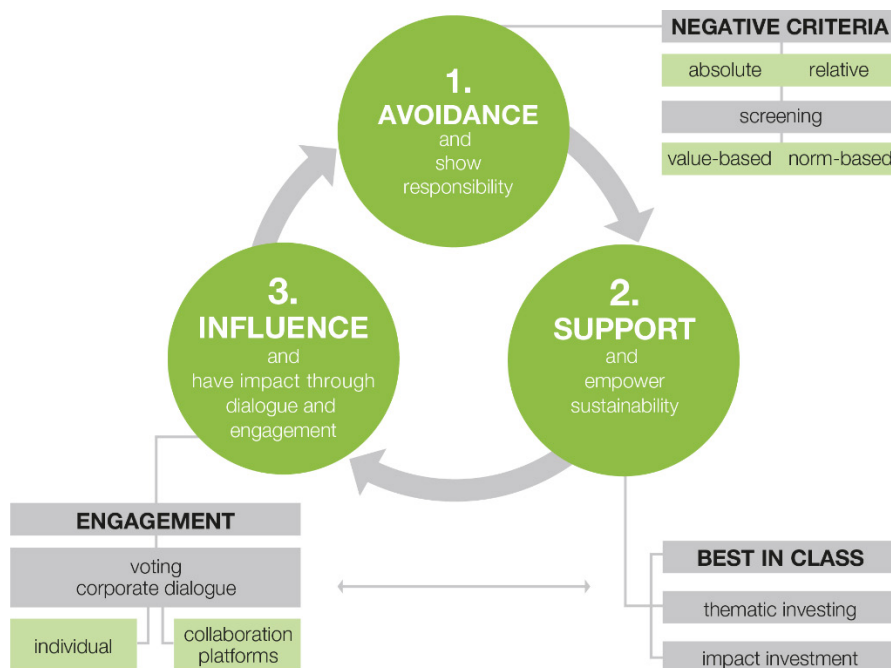 1.
AVOIDANCE
and
show
responsibility
NEGATIVE CRITERIA
absolute relative
screening
value-based norm-based
2.
SUPPORT
and
empower
sustainability
3.
INFLUENCE
and
have impact through
dialogue and
engagement
ENGAGEMENT
voting
corporate dialogue
individual
collaboration
platforms
BEST IN CLASS
thematic investing
impact investment